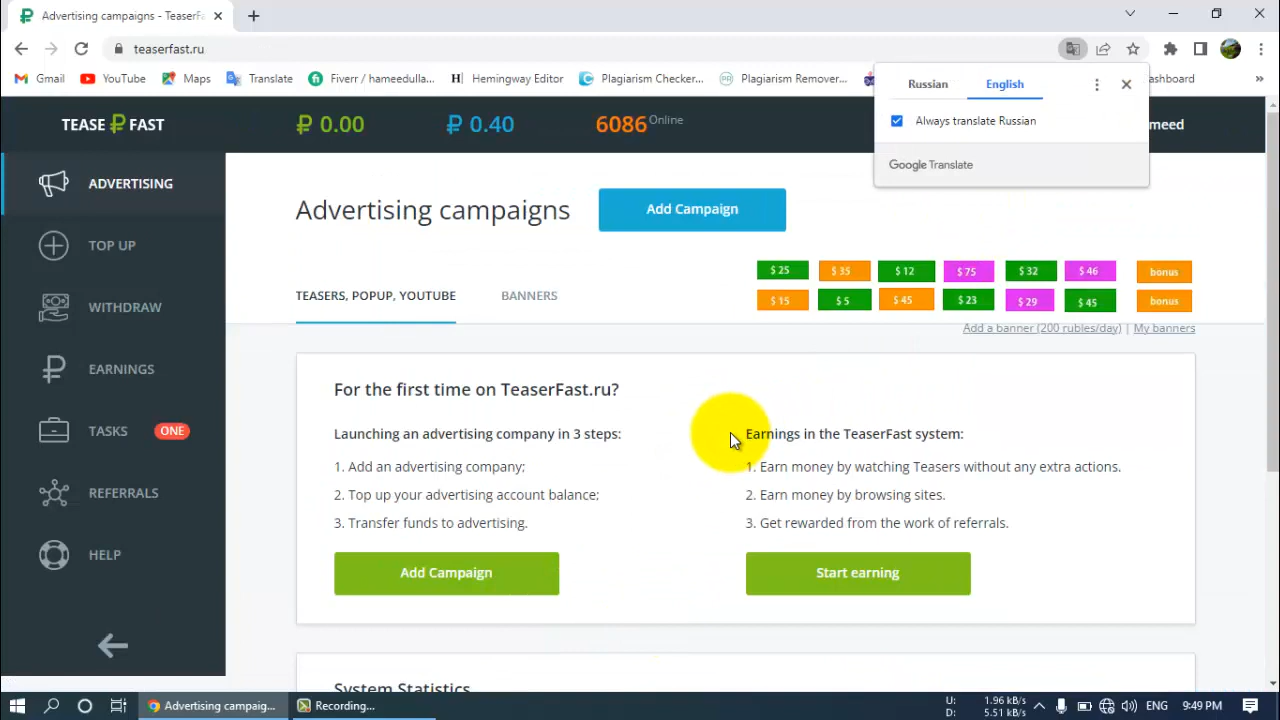 Advertising campaigns - TeaserF
teaserfast.ru
Gmail
YouTube
Maps
Translate
Fiverr / hameedulla...
Hemingway Editor
Plagiarism Checker...
Plagiarism Remover...
ashboard
»
Russian
English
Always translate Russian
Google Translate
TEASE ₽ FAST
₽ 0.00
₽ 0.40
6086 Online
meed
ADVERTISING
TOP UP
WITHDRAW
EARNINGS
TASKS ONE
REFERRALS
HELP
Advertising campaigns
Add Campaign
TEASERS, POPUP, YOUTUBE
BANNERS
$ 25 $ 35 $ 12 $ 75 $ 32 $ 46 bonus
$ 15 $ 5 $ 45 $ 23 $ 29 $ 45 bonus
Add a banner (200 rubles/day) | My banners
For the first time on TeaserFast.ru?
Launching an advertising company in 3 steps:
1. Add an advertising company;
2. Top up your advertising account balance;
3. Transfer funds to advertising.
Add Campaign
Earnings in the TeaserFast system:
1. Earn money by watching Teasers without any extra actions.
2. Earn money by browsing sites.
3. Get rewarded from the work of referrals.
Start earning
System Statistics
Advertising campaig...
Recording...
U: 1.96 kB/s
D: 5.51 kB/s
ENG
9:49 PM